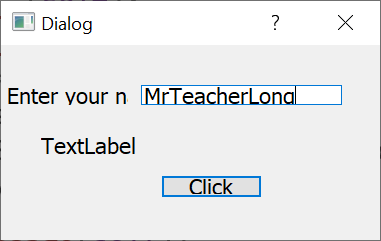 Dialog ?
Enter your n MrTeacherLong
TextLabel
Click